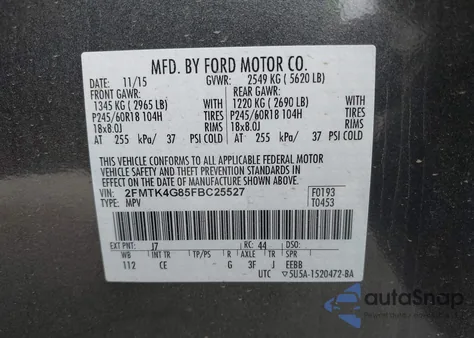 MFD. BY FORD MOTOR CO.
DATE: 11/15 GVWR: 2549 KG (5620 LB)
FRONT GAWR: REAR GAWR:
1345 KG (2965 LB) WITH 1220 KG (2690 LB) WITH
P245/60R18 104H TIRES P245/60R18 104H TIRES
18x8.0J RIMS 18x8.0J RIMS
AT 255 kPa/ 37 PSI COLD AT 255 kPa/ 37 PSI COLD
THIS VEHICLE CONFORMS TO ALL APPLICABLE FEDERAL MOTOR
VEHICLE SAFETY AND THEFT PREVENTION STANDARDS IN
EFFECT ON THE DATE OF MANUFACTURE SHOWN ABOVE.
VIN: 2FMTK4G85FBC25527 F0193
TYPE: MPV T0453
EXT PNT: J7 RC: 44 DSO:
WB INT TR TP/PS R AXLE TR SPR
112 CE G 3F J EEBB
UTC ▽5U5A-1520472-BA
autoSnap